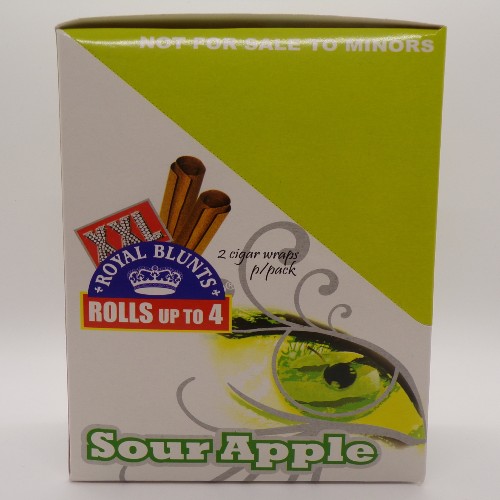 NOT FOR SALE TO MINORS
XXL
ROYAL BLUNTS
ROLLS UP TO 4
®
2 cigar wraps
p/pack
Sour Apple